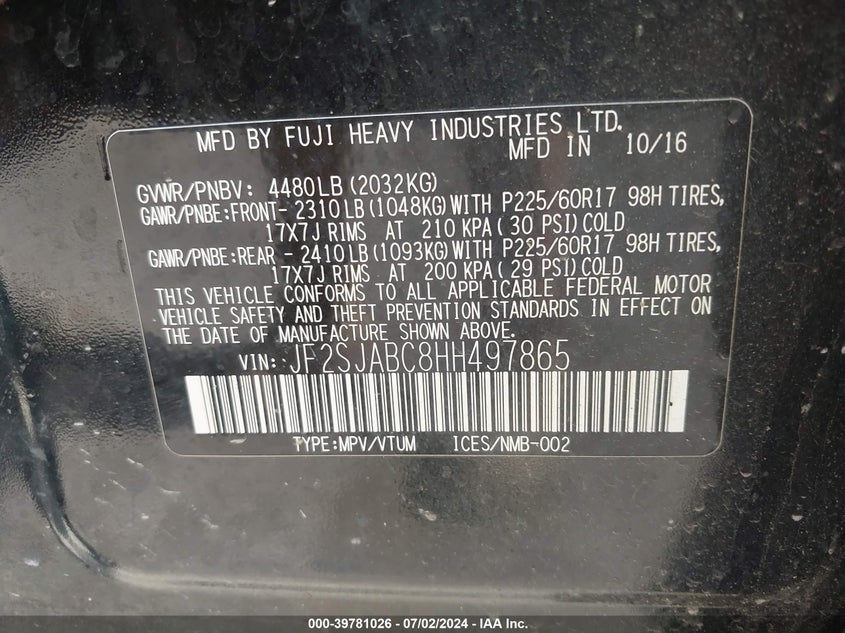 MFD BY FUJI HEAVY INDUSTRIES LTD.
MFD IN 10/16
GVWR/PNBV: 4480LB (2032KG)
GAWR/PNBE:FRONT- 2310LB (1048KG)WITH P225/60R17 98H TIRES,
17X7J RIMS AT 210 KPA ( 30 PSI)COLD
GAWR/PNBE:REAR - 2410LB (1093KG)WITH P225/60R17 98H TIRES,
17X7J RIMS AT 200 KPA ( 29 PSI)COLD
THIS VEHICLE CONFORMS TO ALL APPLICABLE FEDERAL MOTOR
VEHICLE SAFETY AND THEFT PREVENTION STANDARDS IN EFFECT ON
THE DATE OF MANUFACTURE SHOWN ABOVE.
VIN: JF2SJABC8HH497865
TYPE:MPV/VTUM ICES/NMB-002
000-39781026 - 07/02/2024 - IAA Inc.